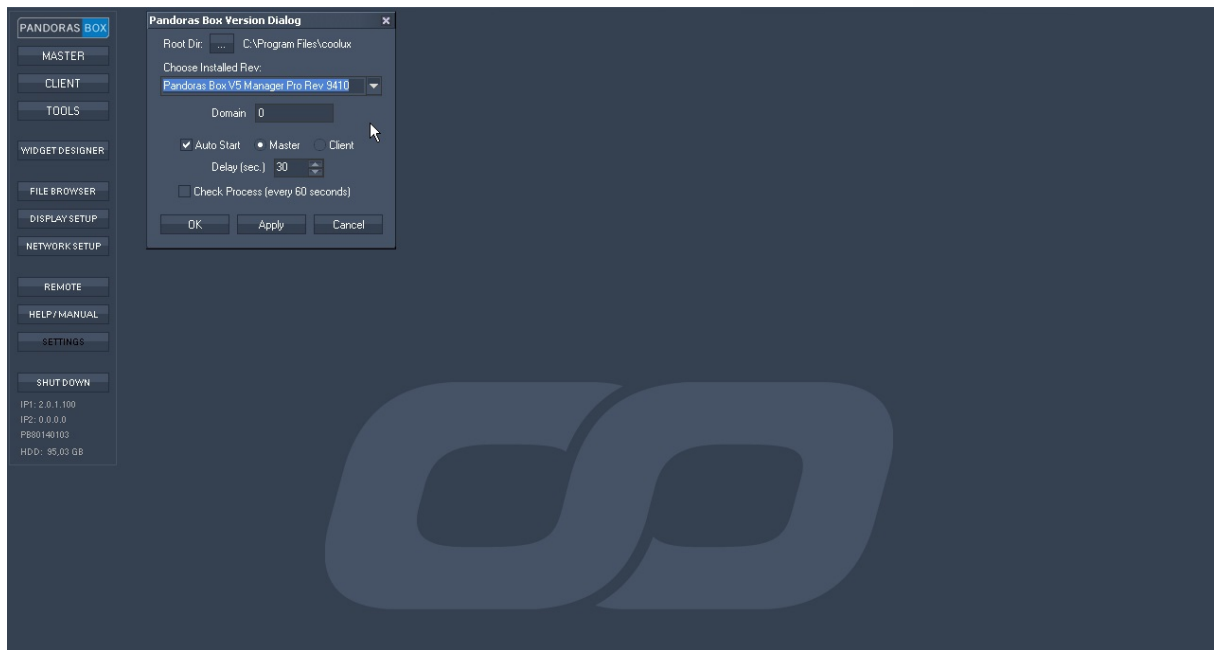 PANDORAS BOX
MASTER
CLIENT
TOOLS
WIDGET DESIGNER
FILE BROWSER
DISPLAY SETUP
NETWORK SETUP
REMOTE
HELP / MANUAL
SETTINGS
SHUT DOWN
IP1: 2.0.1.100
IP2: 0.0.0.0
PB80140103
HDD: 95,03 GB
Pandoras Box Version Dialog x
Root Dir: ... C:\Program Files\coolux
Choose Installed Rev:
Pandoras Box V5 Manager Pro Rev 9410
Domain 0
Auto Start Master Client
Delay (sec.) 30
Check Process (every 60 seconds)
OK Apply Cancel